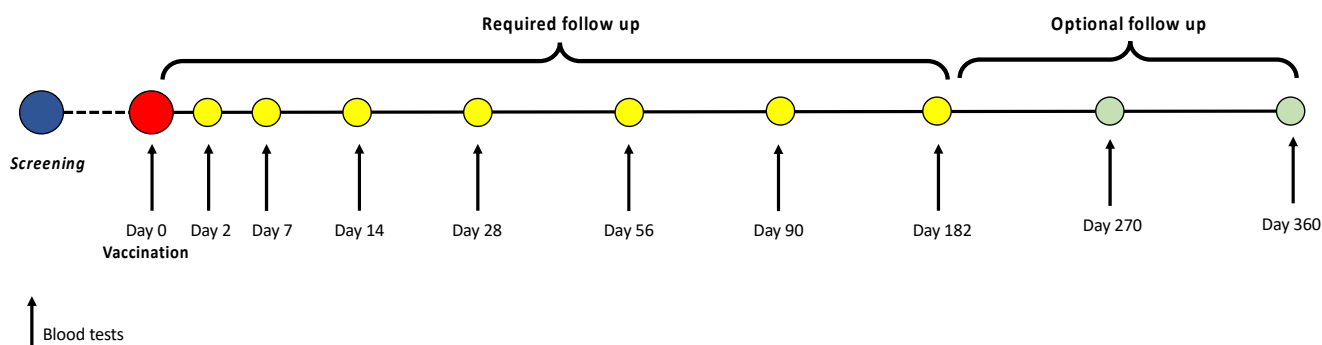 Required follow up
Optional follow up
Screening
Day 0
Vaccination
Day 2
Day 7
Day 14
Day 28
Day 56
Day 90
Day 182
Day 270
Day 360
Blood tests